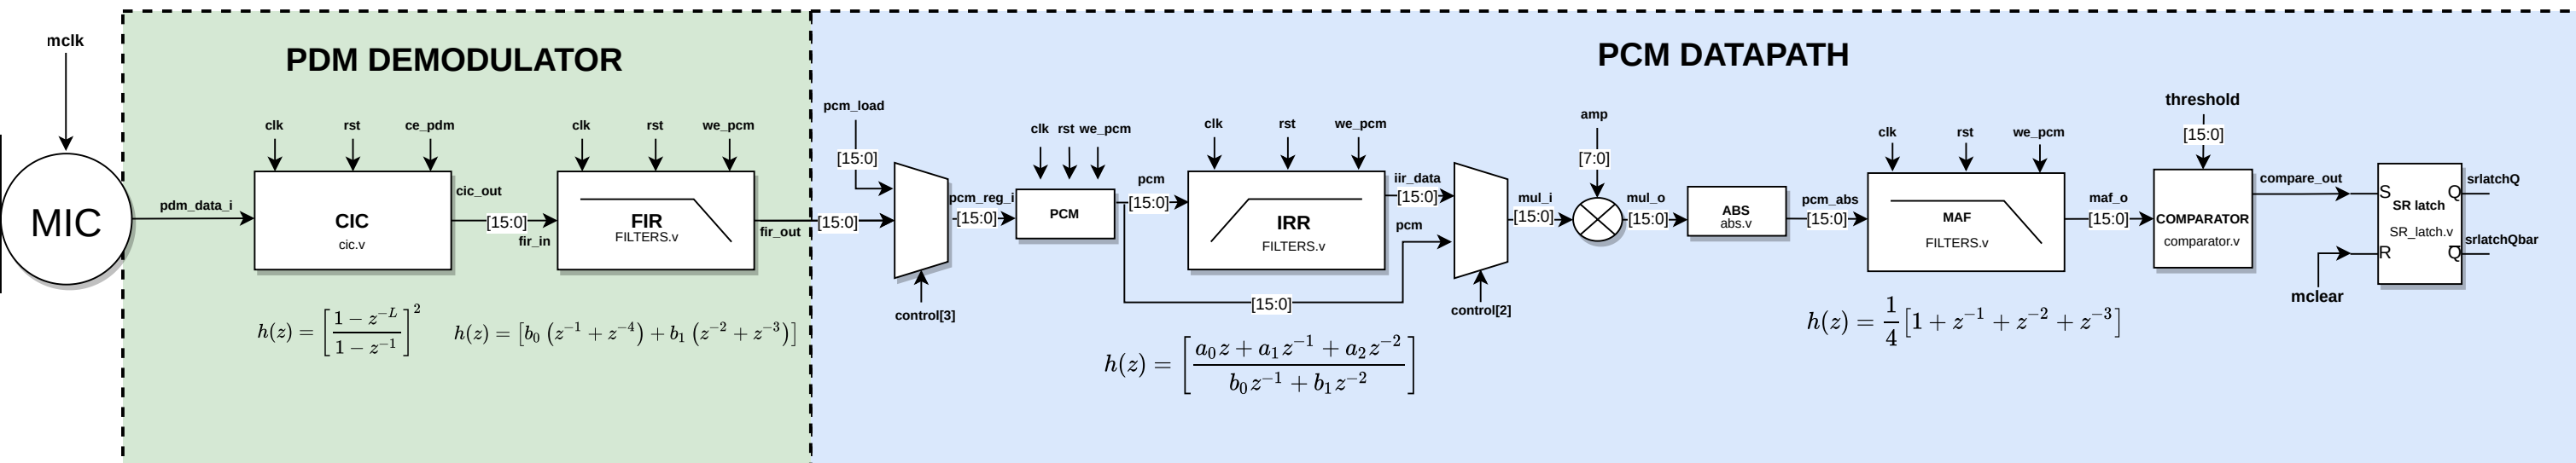 mclk
MIC
PDM DEMODULATOR
pdm_data_i
clk
rst
ce_pdm
CIC
cic.v
cic_out
[15:0]
fir_in
clk
rst
we_pcm
FIR
FILTERS.v
fir_out
[15:0]
h(z) = [(1 − z^{-L})/(1 − z^{-1})]^2
h(z) = [b_0 (z^{-1} + z^{-4}) + b_1 (z^{-2} + z^{-3})]
PCM DATAPATH
pcm_load
[15:0]
control[3]
pcm_reg_i
[15:0]
clk
rst
we_pcm
PCM
pcm
[15:0]
clk
rst
we_pcm
IRR
FILTERS.v
iir_data
[15:0]
pcm
[15:0]
control[2]
h(z) = [(a_0 z + a_1 z^{-1} + a_2 z^{-2})/(b_0 z^{-1} + b_1 z^{-2})]
mul_i
[15:0]
amp
[7:0]
mul_o
[15:0]
ABS
abs.v
pcm_abs
[15:0]
clk
rst
we_pcm
MAF
FILTERS.v
h(z) = 1/4 [1 + z^{-1} + z^{-2} + z^{-3}]
maf_o
[15:0]
threshold
[15:0]
COMPARATOR
comparator.v
compare_out
mclear
S
Q
SR latch
SR_latch.v
R
Q̅
srlatchQ
srlatchQbar